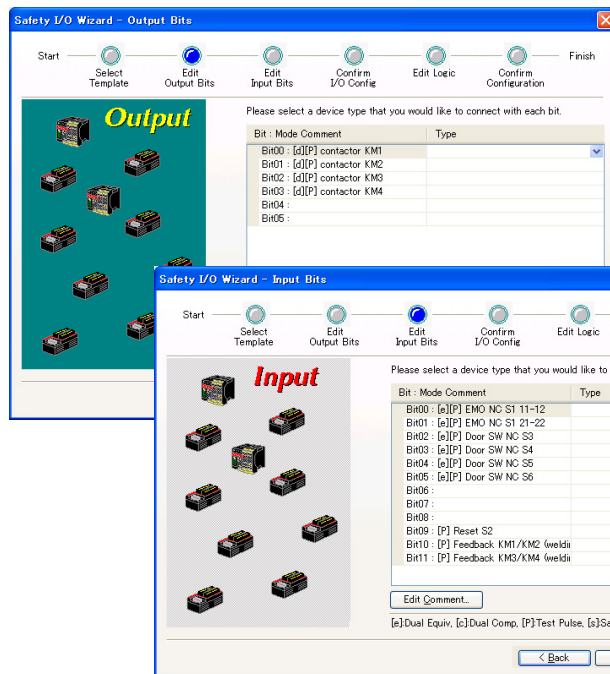 Safety I/O Wizard - Output Bits
Start
Select Template
Edit Output Bits
Edit Input Bits
Confirm I/O Config
Edit Logic
Confirm Configuration
Finish
Output
Please select a device type that you would like to connect with each bit.
Bit : Mode Comment Type
Bit00 : [d][P] contactor KM1
Bit01 : [d][P] contactor KM2
Bit02 : [d][P] contactor KM3
Bit03 : [d][P] contactor KM4
Bit04 :
Bit05 :
Safety I/O Wizard - Input Bits
Start
Select Template
Edit Output Bits
Edit Input Bits
Confirm I/O Config
Edit Logic
Input
Please select a device type that you would like to
Bit : Mode Comment Type
Bit00 : [e][P] EMO NC S1 11-12
Bit01 : [e][P] EMO NC S1 21-22
Bit02 : [e][P] Door SW NC S3
Bit03 : [e][P] Door SW NC S4
Bit04 : [e][P] Door SW NC S5
Bit05 : [e][P] Door SW NC S6
Bit06 :
Bit07 :
Bit08 :
Bit09 : [P] Reset S2
Bit10 : [P] Feedback KM1/KM2 (weldi
Bit11 : [P] Feedback KM3/KM4 (weldi
Edit Comment...
[e]:Dual Equiv, [c]:Dual Comp, [P]:Test Pulse, [s]:Sa
< Back